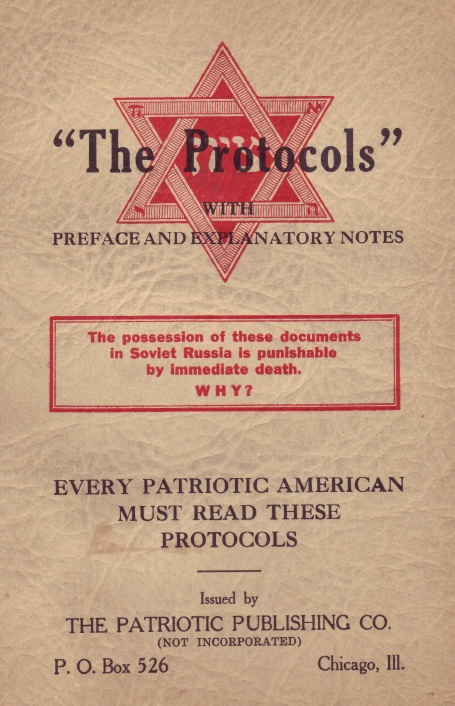 “The Protocols”
WITH
PREFACE AND EXPLANATORY NOTES
The possession of these documents
in Soviet Russia is punishable
by immediate death.
WHY?
EVERY PATRIOTIC AMERICAN
MUST READ THESE
PROTOCOLS
Issued by
THE PATRIOTIC PUBLISHING CO.
(NOT INCORPORATED)
P. O. Box 526 Chicago, Ill.